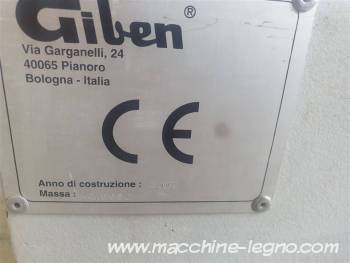 Giben ®
Via Garganelli, 24
40065 Pianoro
Bologna - Italia
CE
Anno di costruzione :
Massa :
www.macchine-legno.com